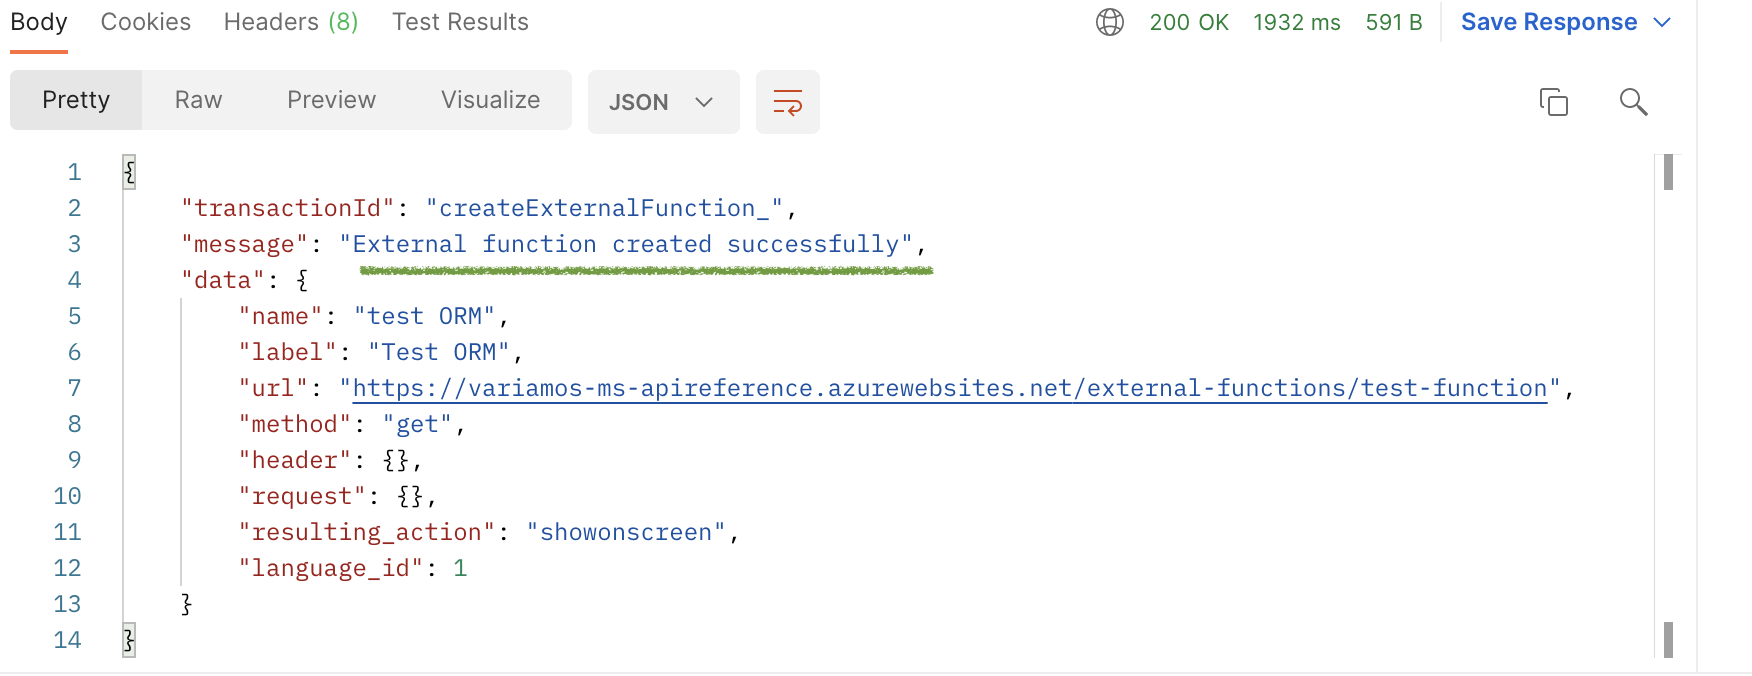 Body Cookies Headers (8) Test Results 200 OK 1932 ms 591 B Save Response
Pretty Raw Preview Visualize JSON
1 {
2 "transactionId": "createExternalFunction_",
3 "message": "External function created successfully",
4 "data": {
5 "name": "test ORM",
6 "label": "Test ORM",
7 "url": "https://variamos-ms-apireference.azurewebsites.net/external-functions/test-function",
8 "method": "get",
9 "header": {},
10 "request": {},
11 "resulting_action": "showonscreen",
12 "language_id": 1
13 }
14 }